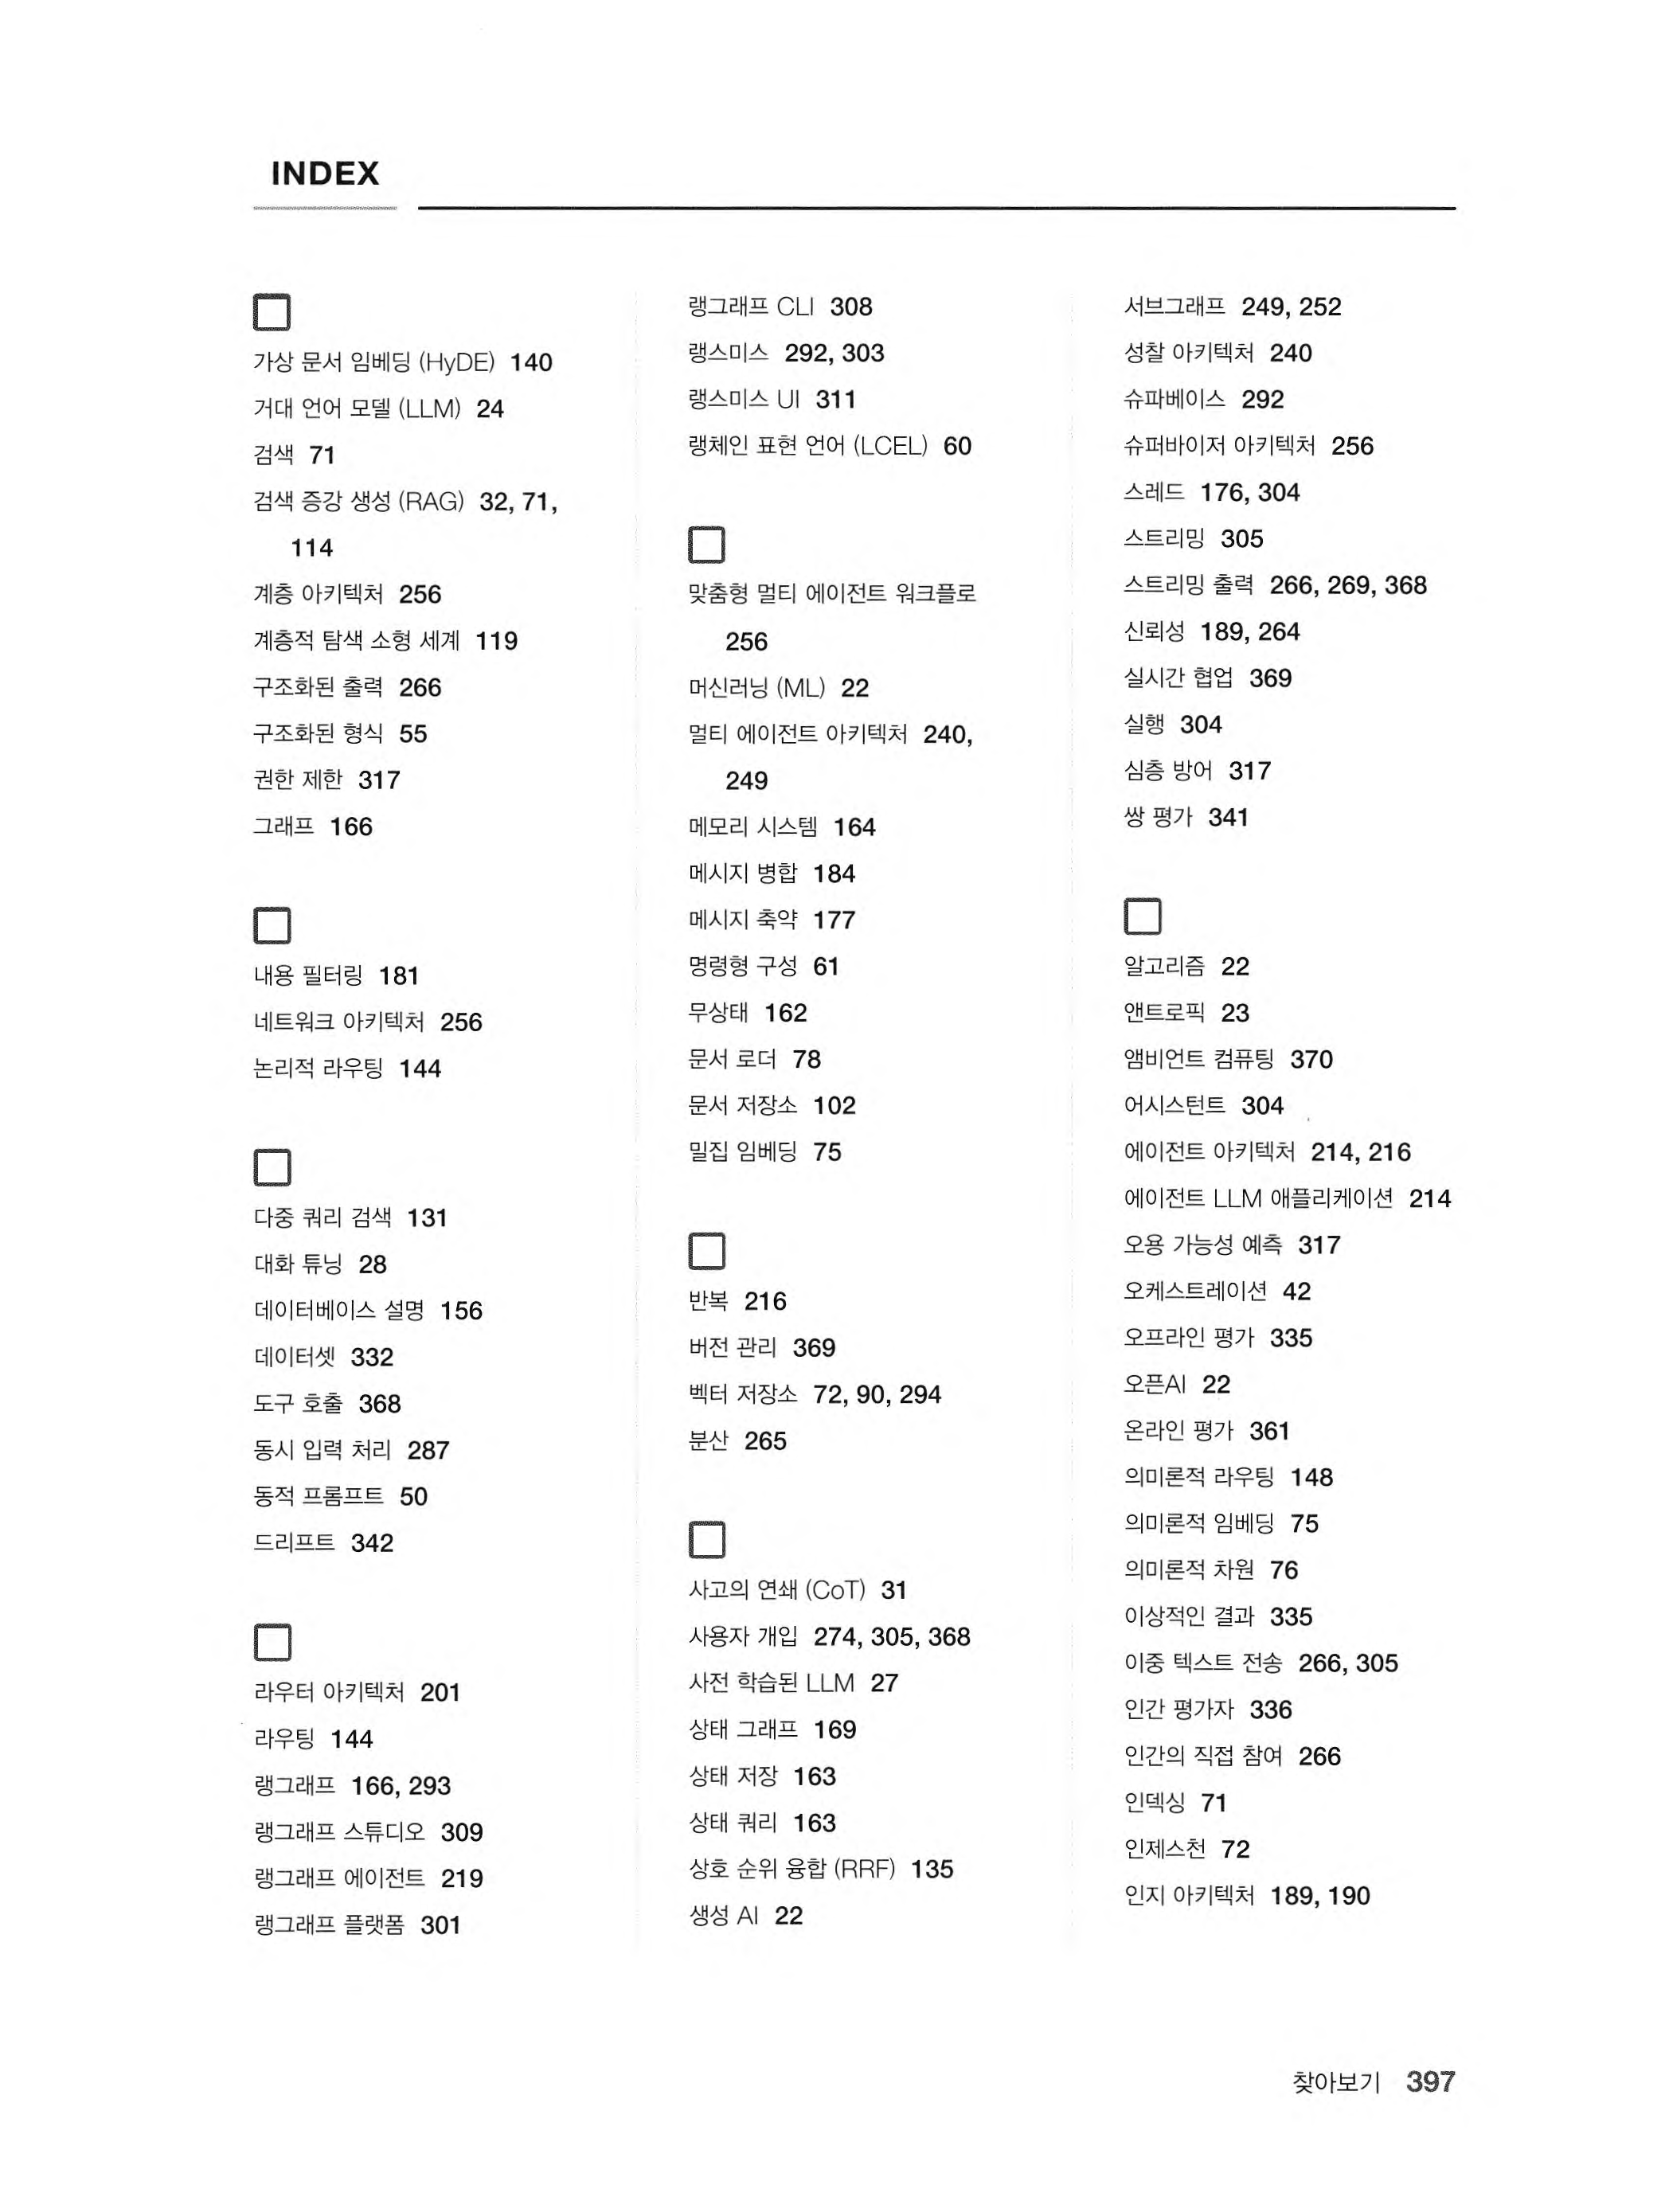 INDEX
가상 문서 임베딩 (HyDE) 140
거대 언어 모델 (LLM) 24
검색 71
검색 증강 생성 (RAG) 32, 71,
114
계층 아키텍처 256
계층적 탐색 소형 세계 119
구조화된 출력 266
구조화된 형식 55
권한 제한 317
그래프 166
내용 필터링 181
네트워크 아키텍처 256
논리적 라우팅 144
다중 쿼리 검색 131
대화 튜닝 28
데이터베이스 설명 156
데이터셋 332
도구 호출 368
동시 입력 처리 287
동적 프롬프트 50
드리프트 342
라우터 아키텍처 201
라우팅 144
랭그래프 166, 293
랭그래프 스튜디오 309
랭그래프 에이전트 219
랭그래프 플랫폼 301
랭그래프 CLI 308
랭스미스 292, 303
랭스미스 UI 311
랭체인 표현 언어 (LCEL) 60
맞춤형 멀티 에이전트 워크플로
256
머신러닝 (ML) 22
멀티 에이전트 아키텍처 240,
249
메모리 시스템 164
메시지 병합 184
메시지 축약 177
명령형 구성 61
무상태 162
문서 로더 78
문서 저장소 102
밀집 임베딩 75
반복 216
버전 관리 369
벡터 저장소 72, 90, 294
분산 265
사고의 연쇄 (CoT) 31
사용자 개입 274, 305, 368
사전 학습된 LLM 27
상태 그래프 169
상태 저장 163
상태 쿼리 163
상호 순위 융합 (RRF) 135
생성 AI 22
서브그래프 249, 252
성찰 아키텍처 240
슈파베이스 292
슈퍼바이저 아키텍처 256
스레드 176, 304
스트리밍 305
스트리밍 출력 266, 269, 368
신뢰성 189, 264
실시간 협업 369
실행 304
심층 방어 317
쌍 평가 341
알고리즘 22
앤트로픽 23
앰비언트 컴퓨팅 370
어시스턴트 304
에이전트 아키텍처 214, 216
에이전트 LLM 애플리케이션 214
오용 가능성 예측 317
오케스트레이션 42
오프라인 평가 335
오픈AI 22
온라인 평가 361
의미론적 라우팅 148
의미론적 임베딩 75
의미론적 차원 76
이상적인 결과 335
이중 텍스트 전송 266, 305
인간 평가자 336
인간의 직접 참여 266
인덱싱 71
인제스천 72
인지 아키텍처 189, 190
찾아보기 397